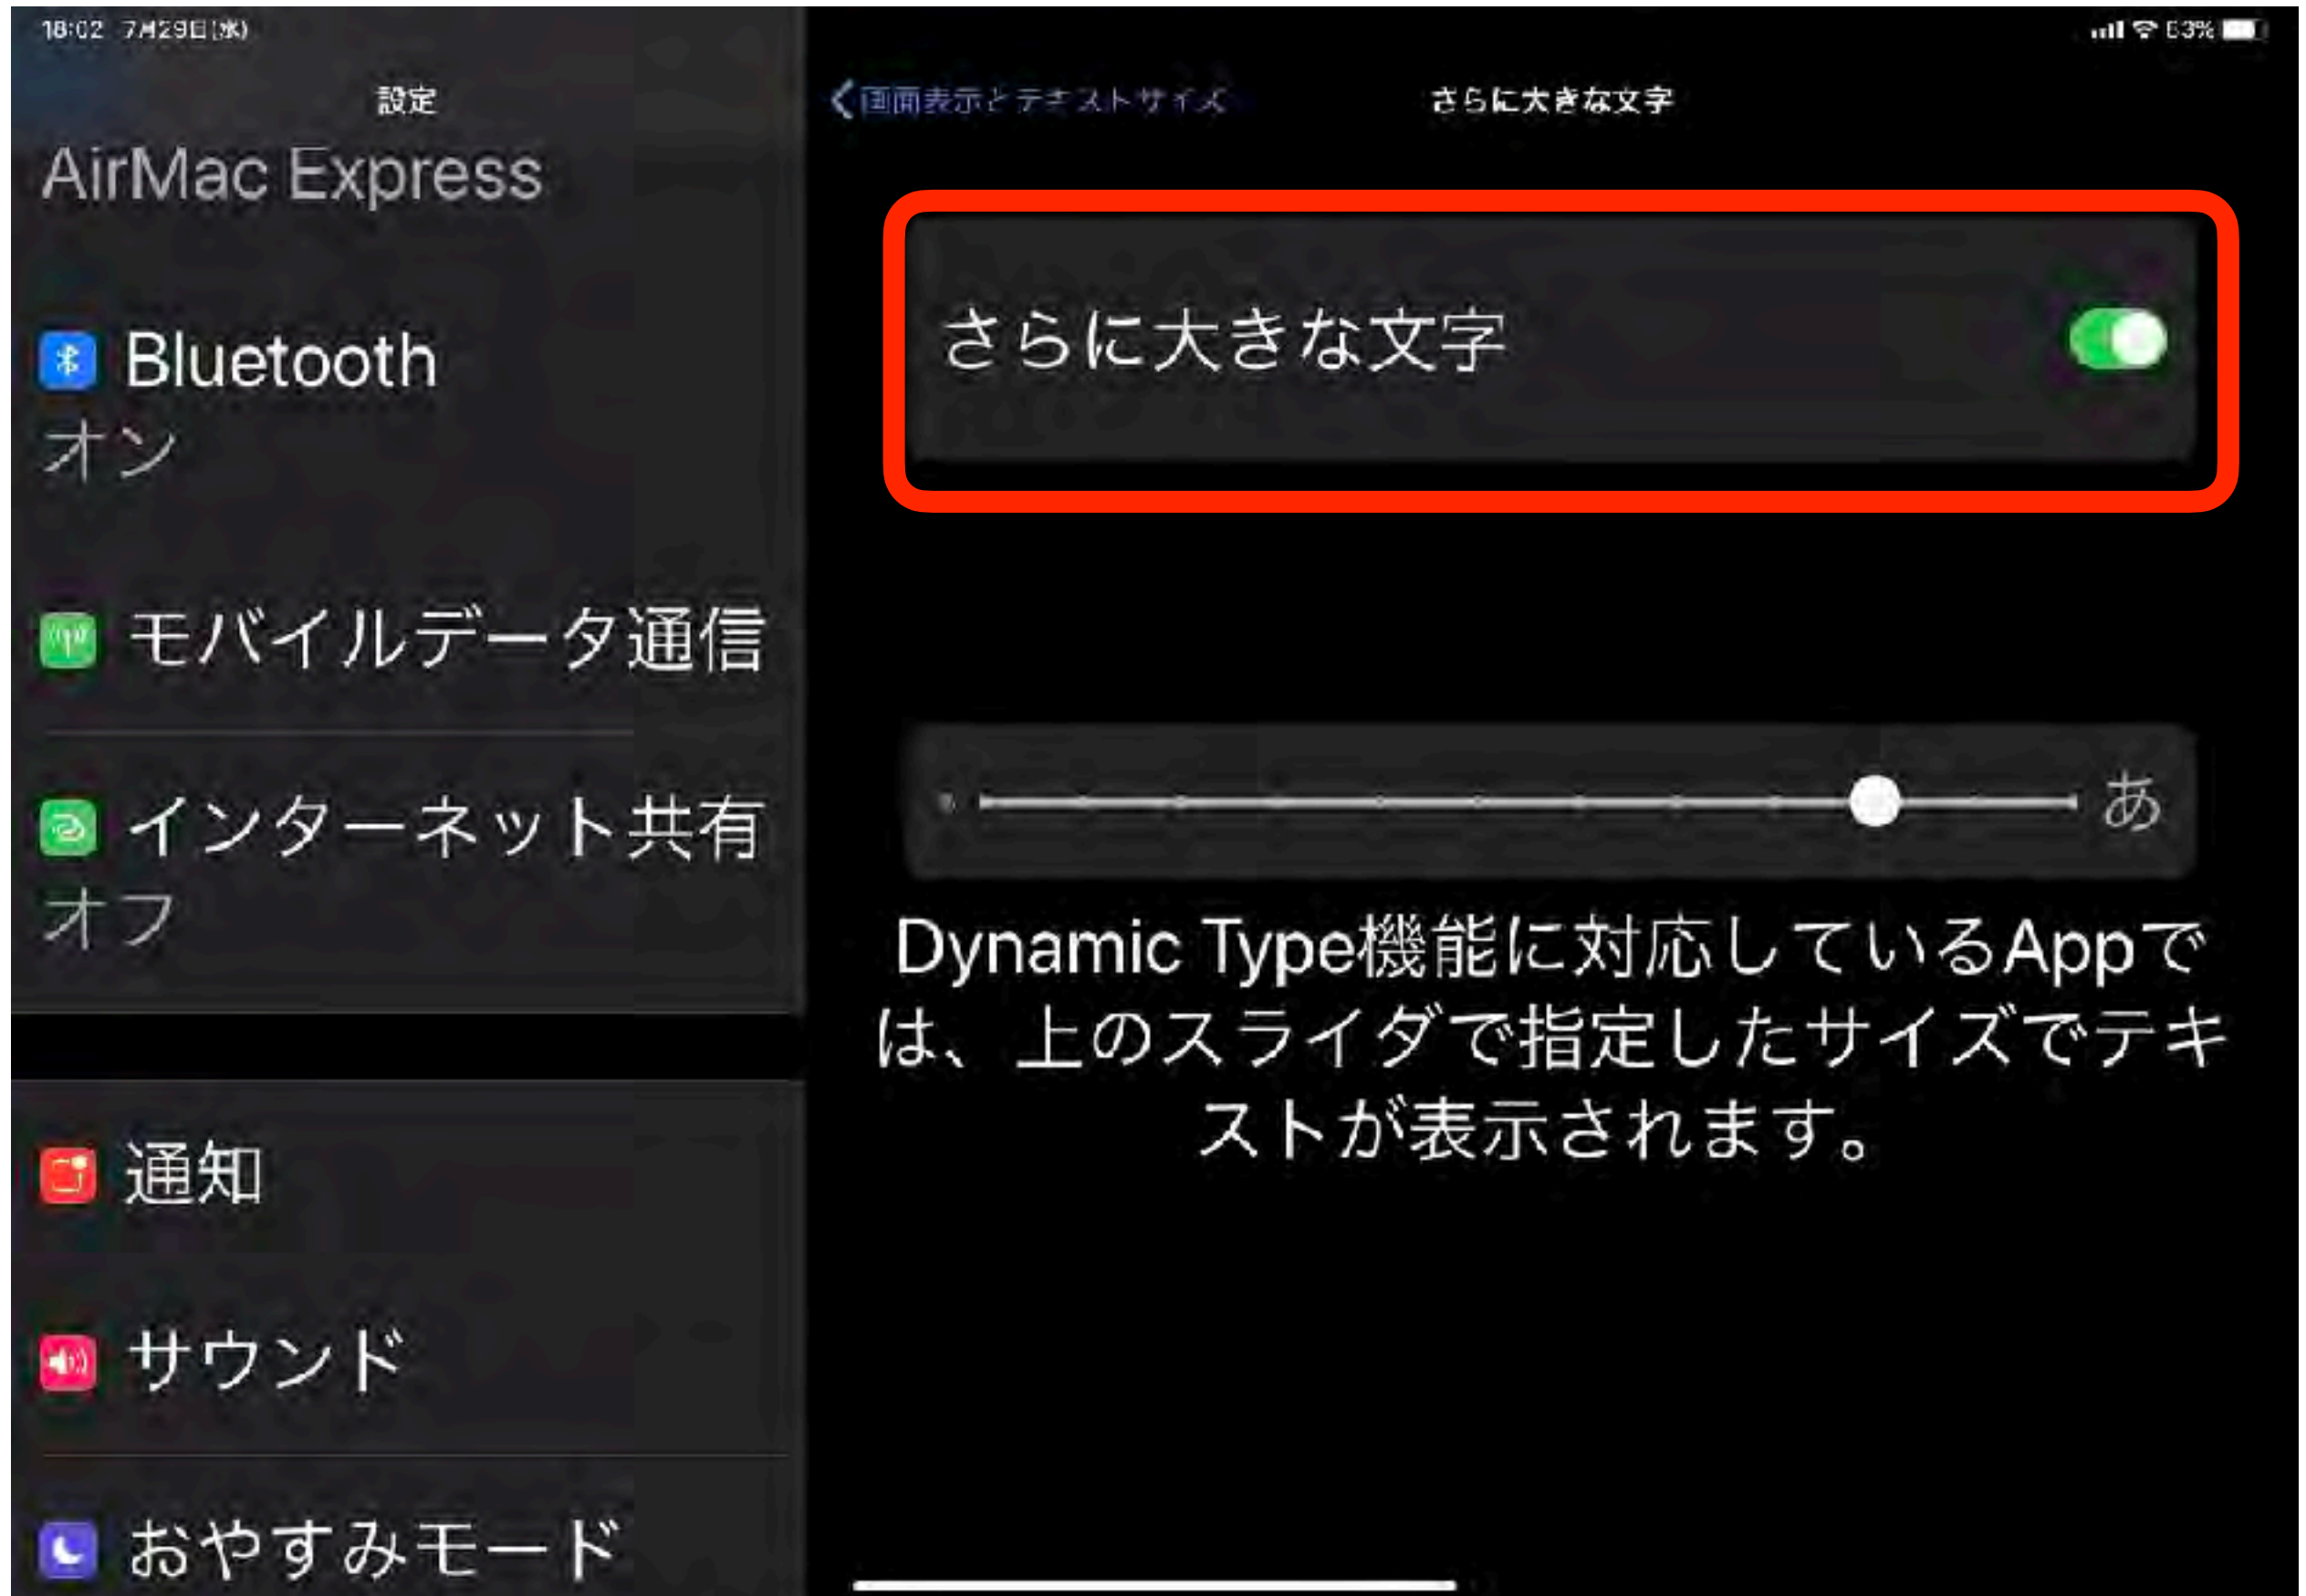 18:02 7月29日(水)
設定
AirMac Express
Bluetooth
オン
モバイルデータ通信
インターネット共有
オフ
通知
サウンド
おやすみモード
画面表示とテキストサイズ
さらに大きな文字
さらに大きな文字
あ
Dynamic Type機能に対応しているAppで
は、上のスライダで指定したサイズでテキ
ストが表示されます。